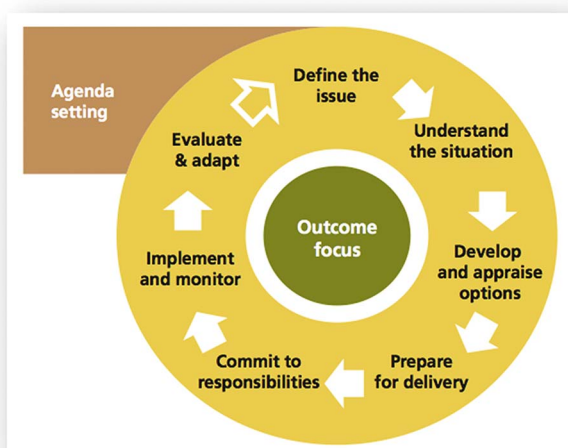 Agenda
setting
Define the
issue
Understand
the situation
Develop
and appraise
options
Prepare
for delivery
Commit to
responsibilities
Implement
and monitor
Evaluate
& adapt
Outcome
focus